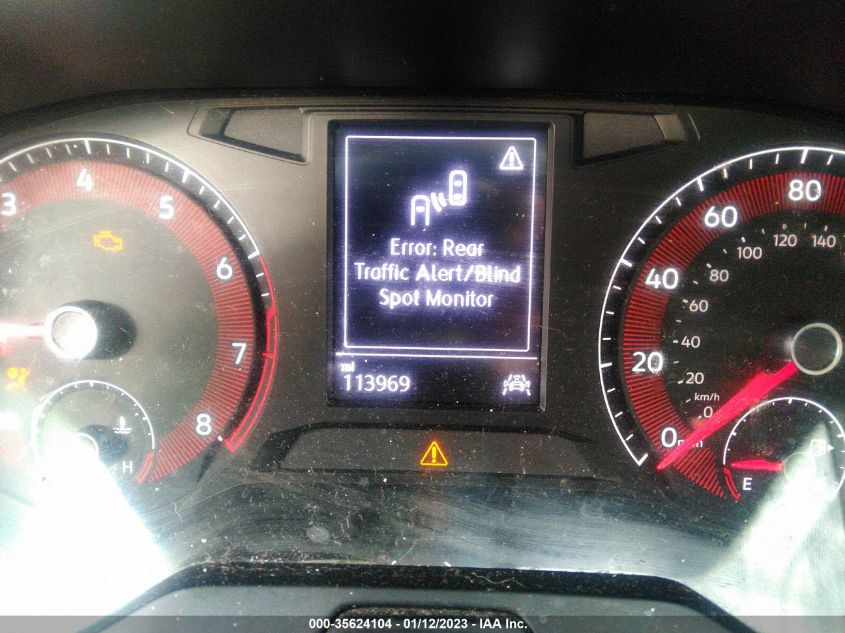 3
4
5
6
7
8
H
Error: Rear
Traffic Alert/Blind
Spot Monitor
mi
113969
80
60
40
20
0
140
120
100
80
60
40
20
km/h
0
E
000-35624104 - 01/12/2023 - IAA Inc.